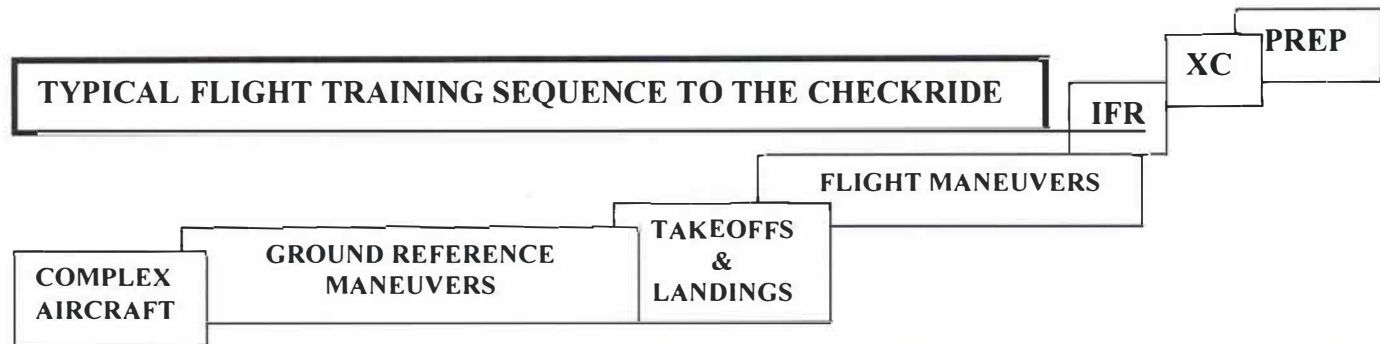 TYPICAL FLIGHT TRAINING SEQUENCE TO THE CHECKRIDE
COMPLEX
AIRCRAFT
GROUND REFERENCE
MANEUVERS
TAKEOFFS
&
LANDINGS
FLIGHT MANEUVERS
IFR
XC
PREP